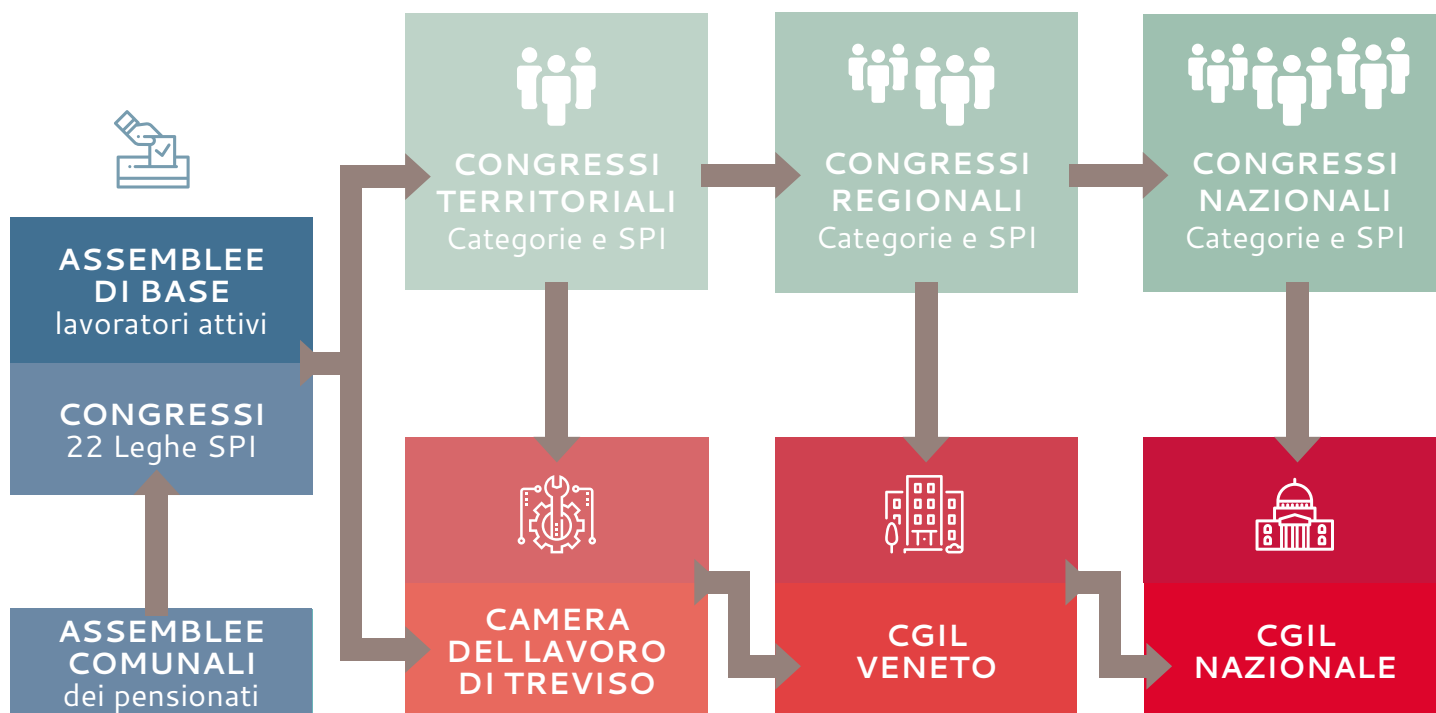 ASSEMBLEE
DI BASE
lavoratori attivi
CONGRESSI
22 Leghe SPI
ASSEMBLEE
COMUNALI
dei pensionati
CONGRESSI
TERRITORIALI
Categorie e SPI
CONGRESSI
REGIONALI
Categorie e SPI
CONGRESSI
NAZIONALI
Categorie e SPI
CAMERA
DEL LAVORO
DI TREVISO
CGIL
VENETO
CGIL
NAZIONALE